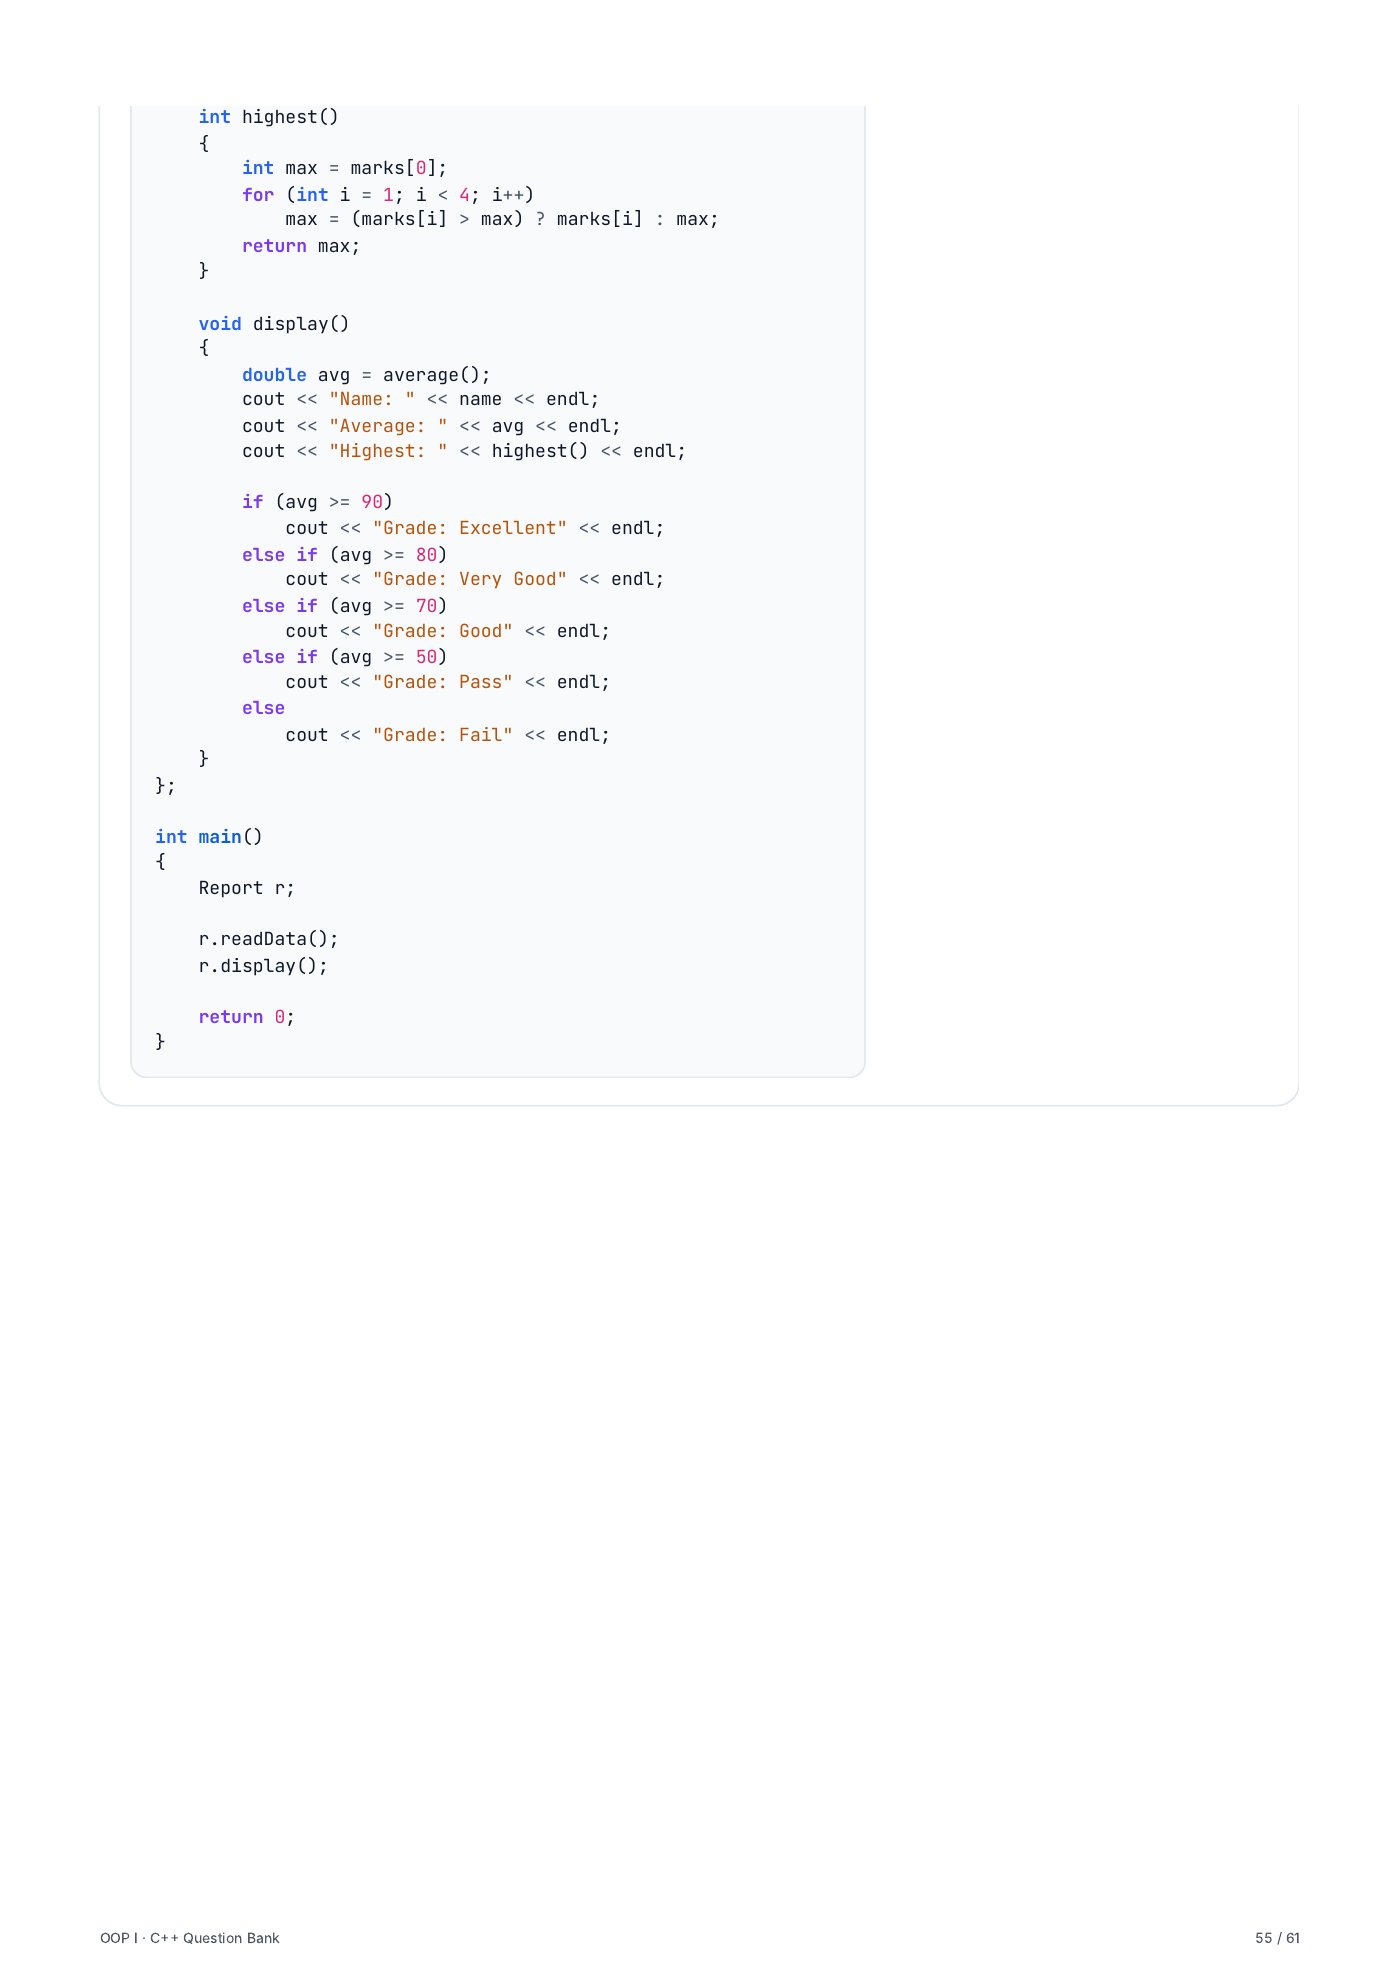 int highest()
    {
        int max = marks[0];
        for (int i = 1; i < 4; i++)
            max = (marks[i] > max) ? marks[i] : max;
        return max;
    }

    void display()
    {
        double avg = average();
        cout << "Name: " << name << endl;
        cout << "Average: " << avg << endl;
        cout << "Highest: " << highest() << endl;

        if (avg >= 90)
            cout << "Grade: Excellent" << endl;
        else if (avg >= 80)
            cout << "Grade: Very Good" << endl;
        else if (avg >= 70)
            cout << "Grade: Good" << endl;
        else if (avg >= 50)
            cout << "Grade: Pass" << endl;
        else
            cout << "Grade: Fail" << endl;
    }
};

int main()
{
    Report r;

    r.readData();
    r.display();

    return 0;
}
OOP I · C++ Question Bank
55 / 61